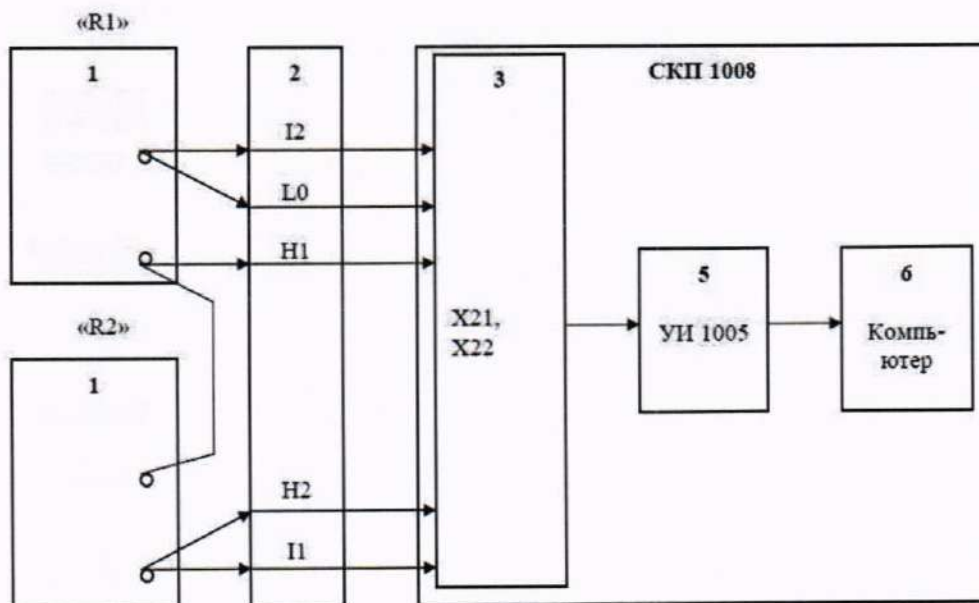 «R1»
1
2
3
СКП 1008
I2
L0
H1
X21,
X22
5
УИ 1005
6
Компь-
ютер
«R2»
1
H2
I1